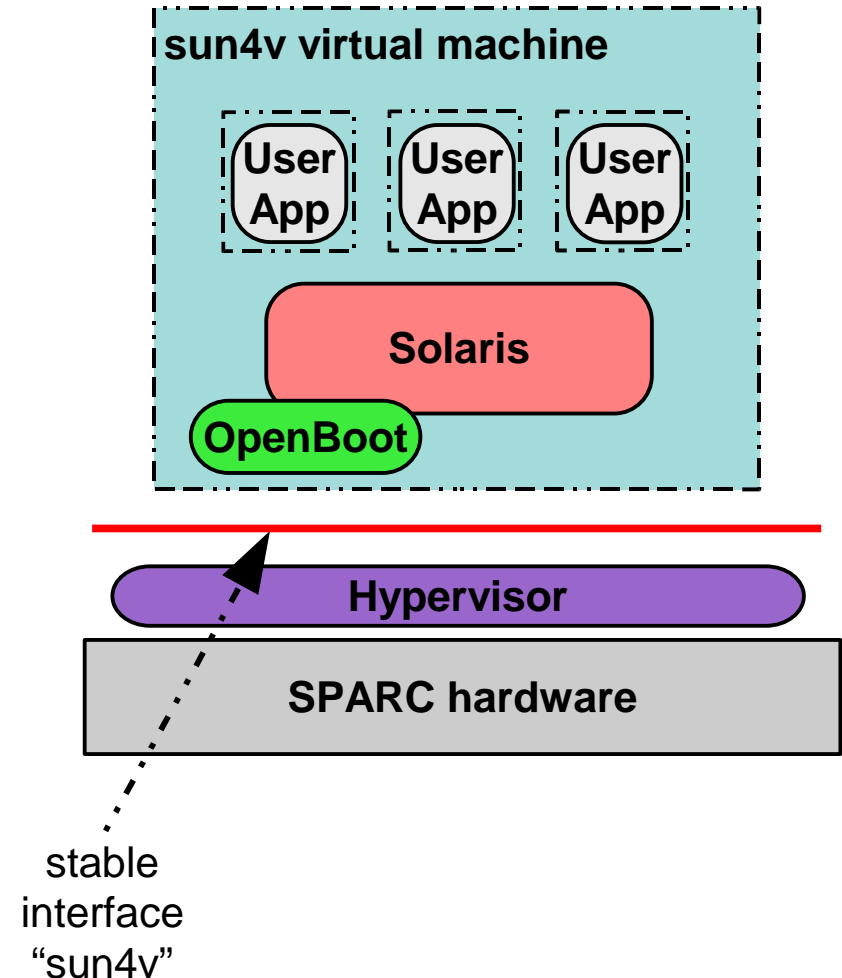 sun4v virtual machine
User
App
User
App
User
App
Solaris
OpenBoot
Hypervisor
SPARC hardware
stable
interface
“sun4v”